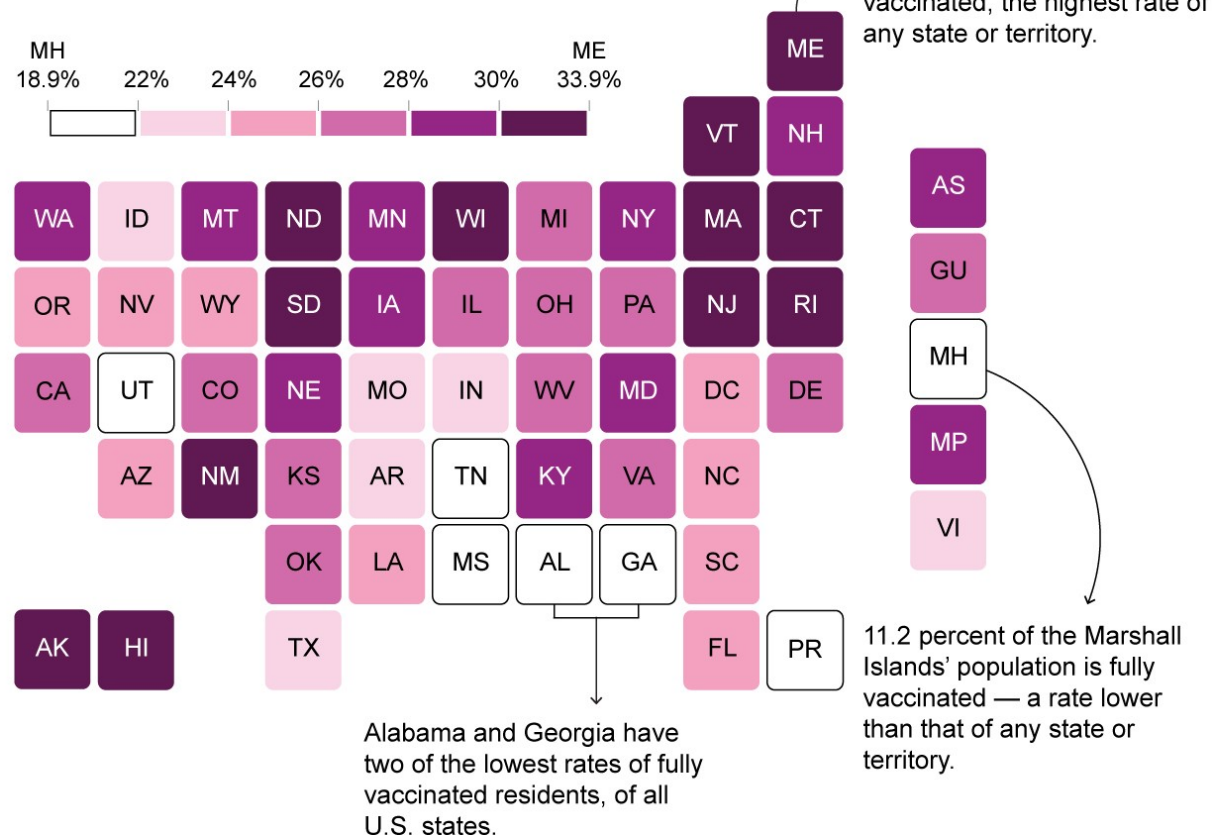 vaccinated, the highest rate of
any state or territory.
MH ME
18.9% 22% 24% 26% 28% 30% 33.9%
ME
VT NH
AS
WA ID MT ND MN WI MI NY MA CT
GU
OR NV WY SD IA IL OH PA NJ RI
MH
CA UT CO NE MO IN WV MD DC DE
MP
AZ NM KS AR TN KY VA NC
VI
OK LA MS AL GA SC
AK HI TX FL PR
11.2 percent of the Marshall
Islands’ population is fully
vaccinated — a rate lower
than that of any state or
territory.
Alabama and Georgia have
two of the lowest rates of fully
vaccinated residents, of all
U.S. states.